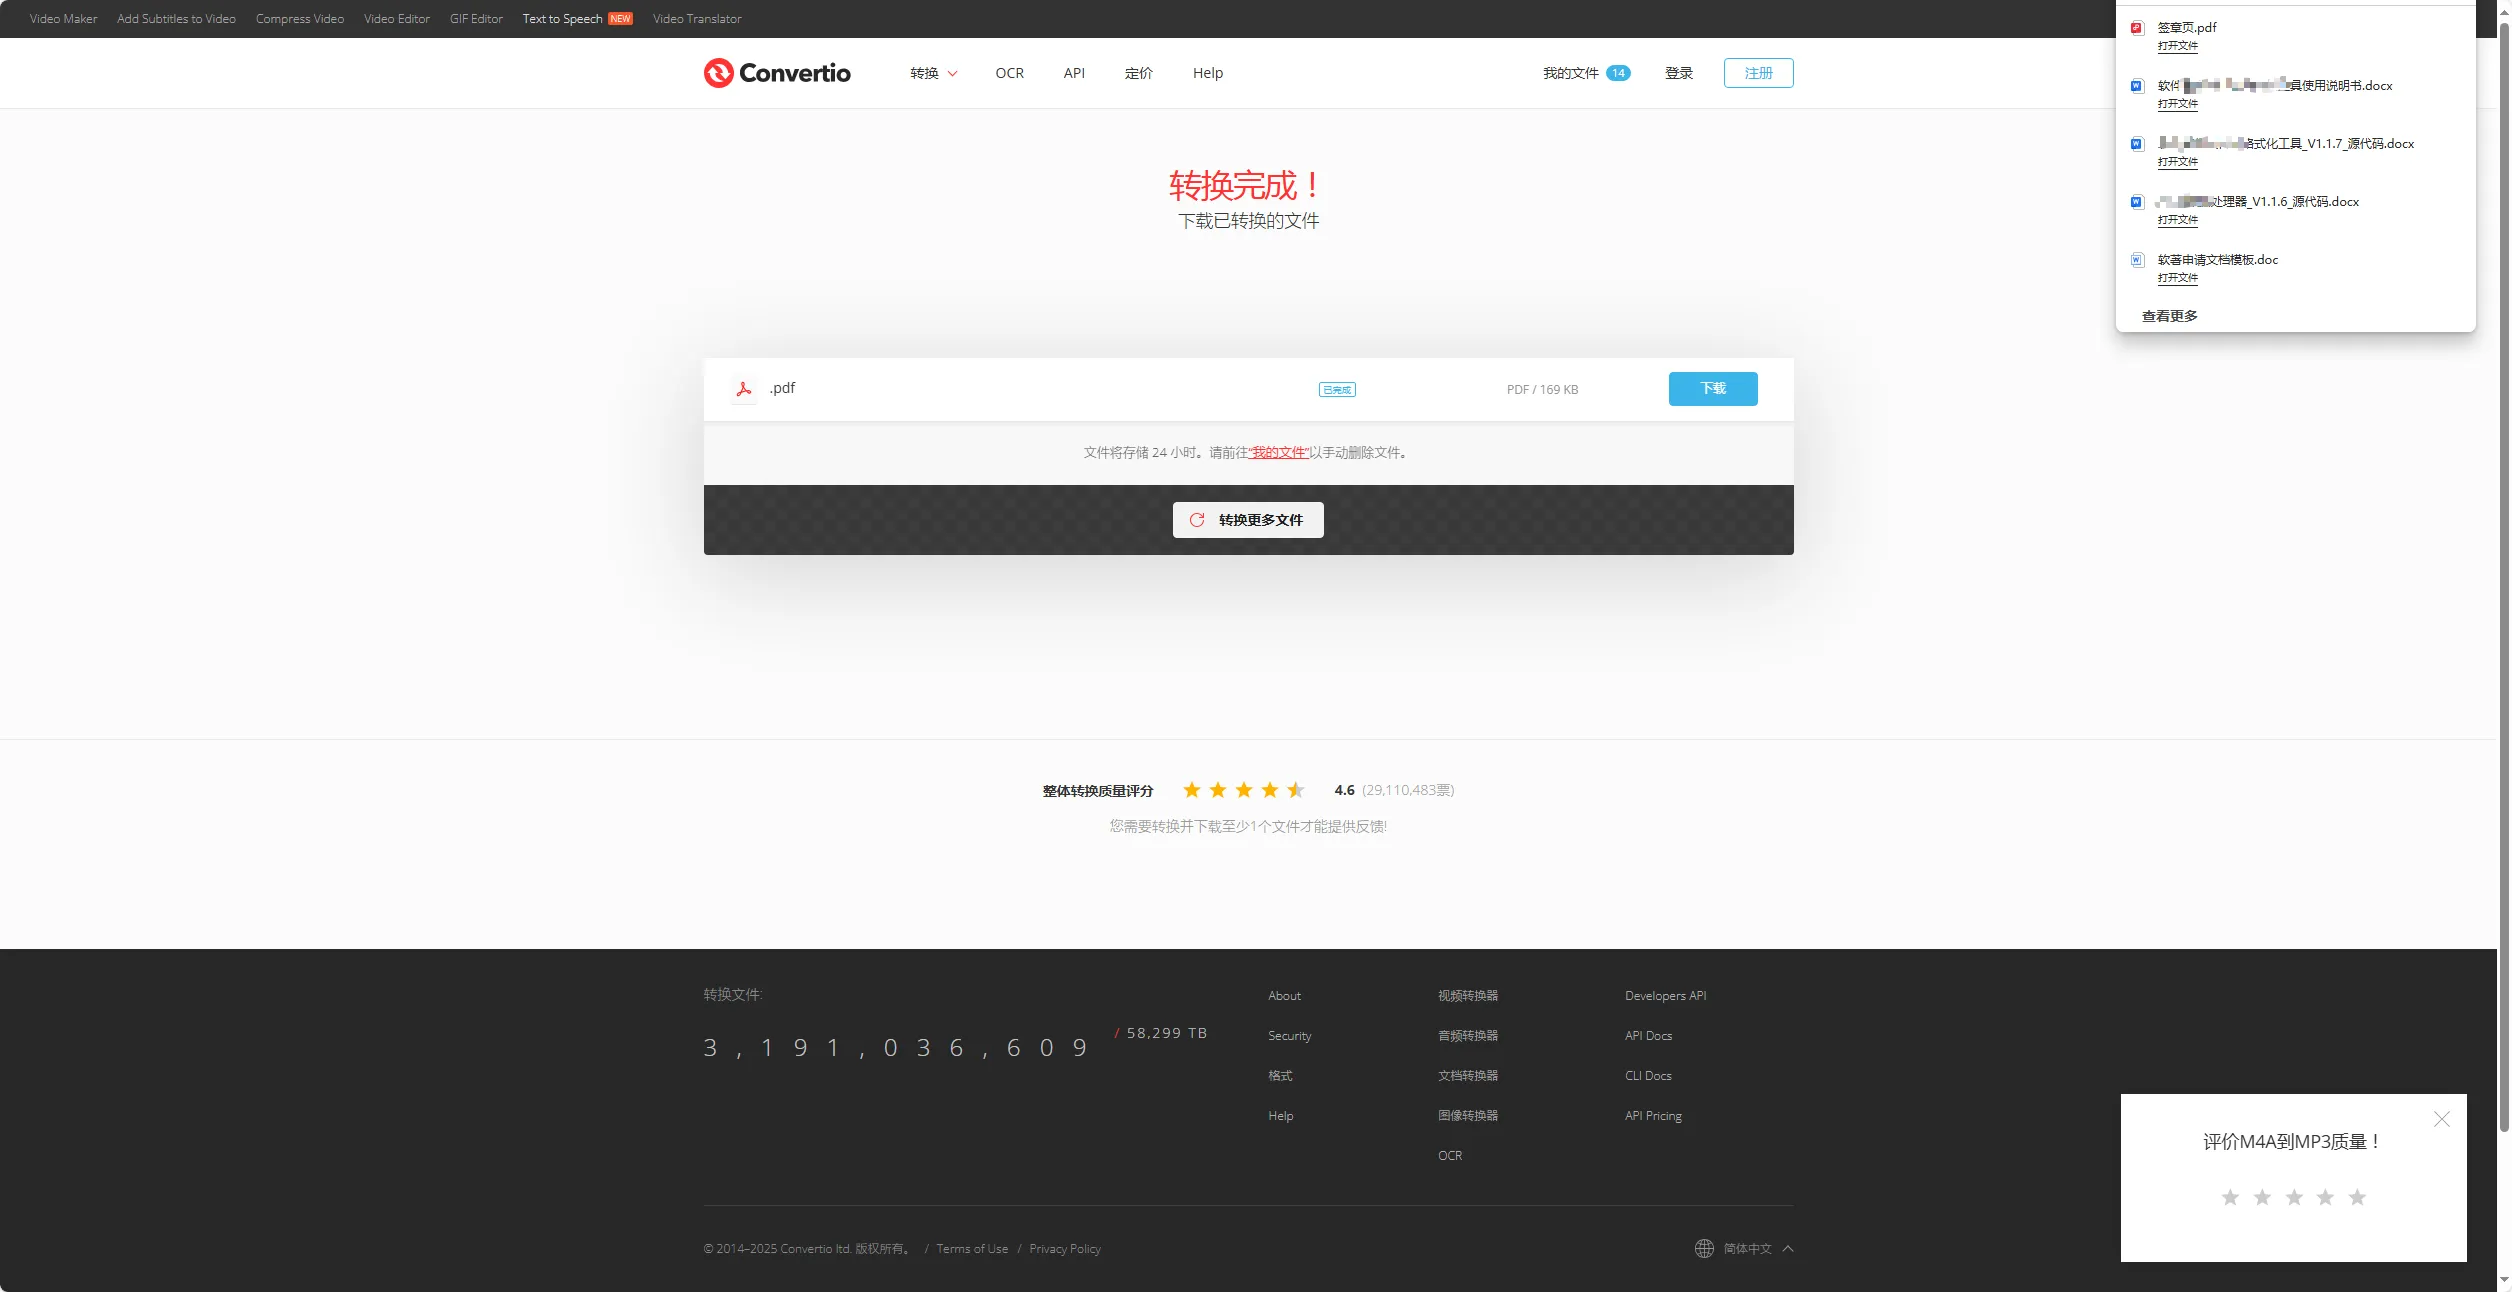 Video Maker Add Subtitles to Video Compress Video Video Editor GIF Editor Text to Speech NEW Video Translator
Convertio 转换 OCR API 定价 Help 我的文件 14 登录 注册
签章页.pdf
打开文件
软件 具使用说明书.docx
打开文件
格式化工具_V1.1.7_源代码.docx
打开文件
处理器_V1.1.6_源代码.docx
打开文件
软著申请文档模板.doc
打开文件
查看更多
转换完成！
下载已转换的文件
.pdf 已完成 PDF / 169 KB 下载
文件将存储 24 小时。请前往“我的文件”以手动删除文件。
转换更多文件
整体转换质量评分 4.6 (29,110,483票)
您需要转换并下载至少1个文件才能提供反馈!
转换文件:
3,191,036,609 / 58,299 TB
About
Security
格式
Help
视频转换器
音频转换器
文档转换器
图像转换器
OCR
Developers API
API Docs
CLI Docs
API Pricing
评价M4A到MP3质量！
© 2014–2025 Convertio ltd. 版权所有。 / Terms of Use / Privacy Policy
简体中文